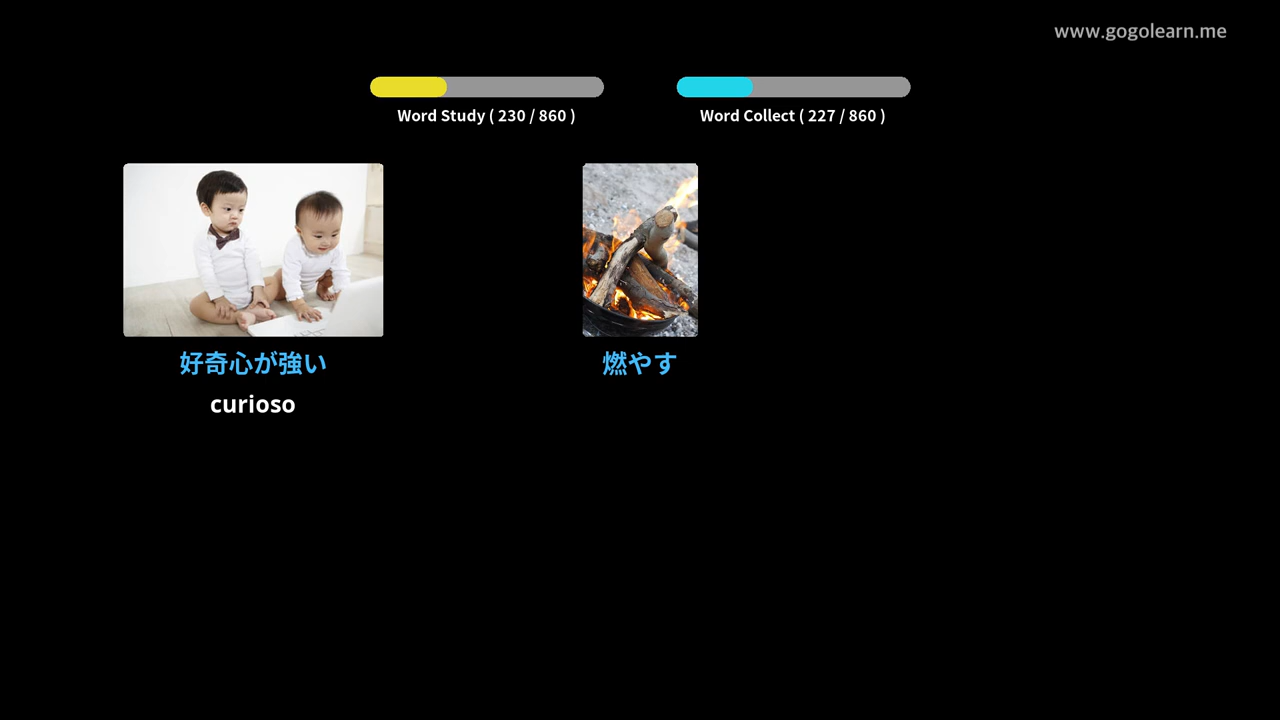 www.gogolearn.me
Word Study ( 230 / 860 )
Word Collect ( 227 / 860 )
好奇心が強い
燃やす
curioso